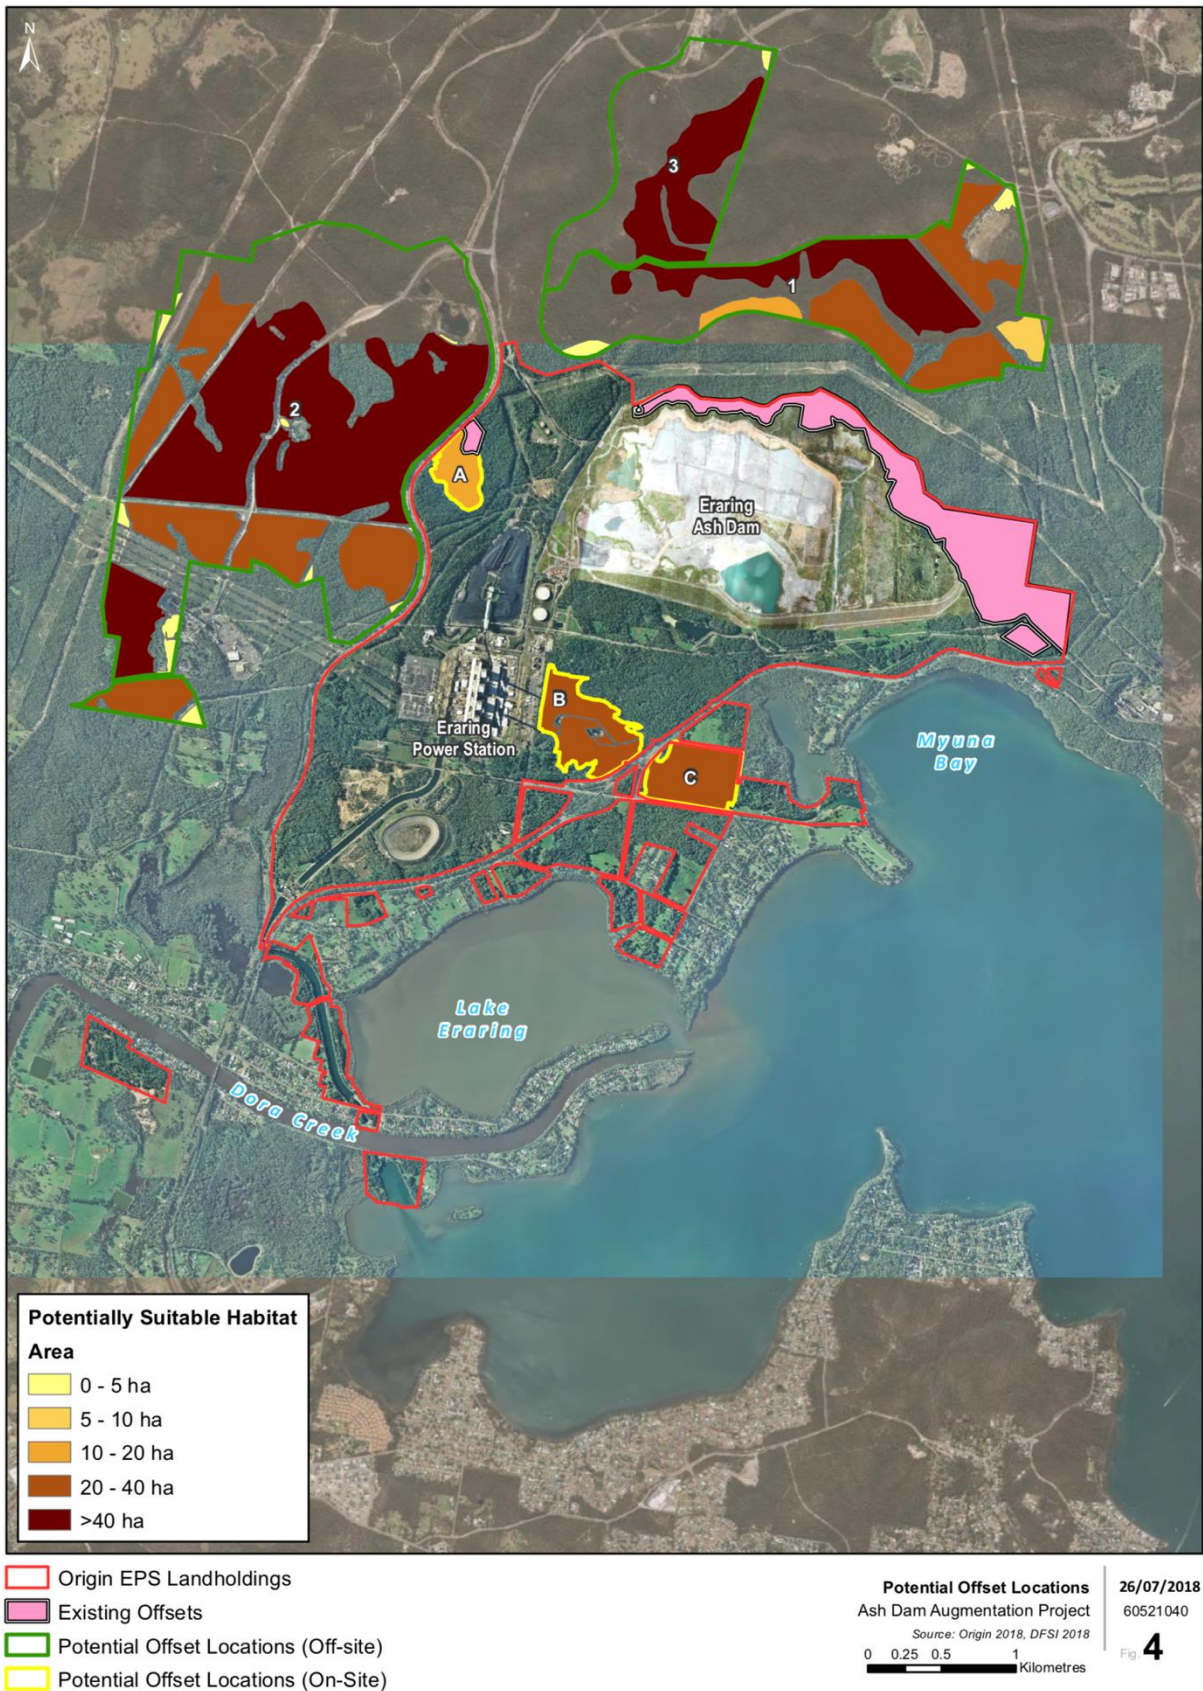 N
3
1
2
A
Eraring
Ash Dam
B
Eraring
Power Station
C
Myuna
Bay
Lake
Eraring
Dora Creek
Potentially Suitable Habitat
Area
0 - 5 ha
5 - 10 ha
10 - 20 ha
20 - 40 ha
>40 ha
Origin EPS Landholdings
Existing Offsets
Potential Offset Locations (Off-site)
Potential Offset Locations (On-Site)
Potential Offset Locations
Ash Dam Augmentation Project
Source: Origin 2018, DFSI 2018
0 0.25 0.5 1
Kilometres
26/07/2018
60521040
Fig. 4